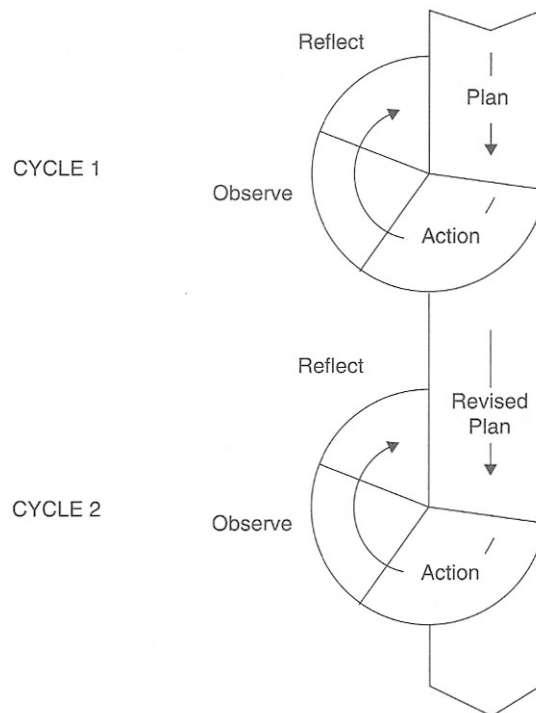 Reflect
Plan
CYCLE 1
Observe
Action
Reflect
Revised
Plan
CYCLE 2
Observe
Action